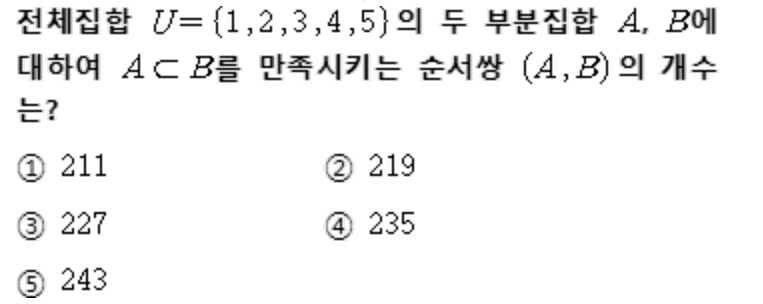 전체집합 U={1,2,3,4,5}의 두 부분집합 A, B에
대하여 A⊂B를 만족시키는 순서쌍 (A,B)의 개수
는?
① 211 ② 219
③ 227 ④ 235
⑤ 243